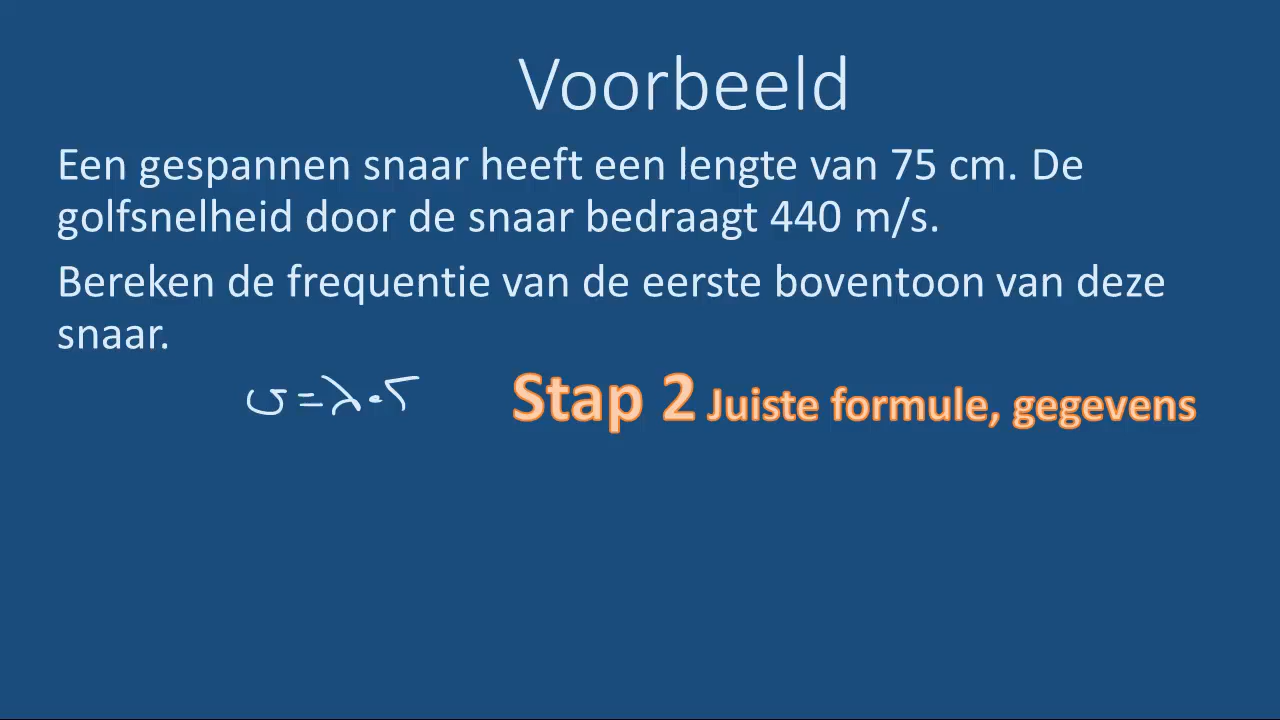 Voorbeeld
Een gespannen snaar heeft een lengte van 75 cm. De
golfsnelheid door de snaar bedraagt 440 m/s.
Bereken de frequentie van de eerste boventoon van deze
snaar.
v = λ · f
Stap 2 Juiste formule, gegevens